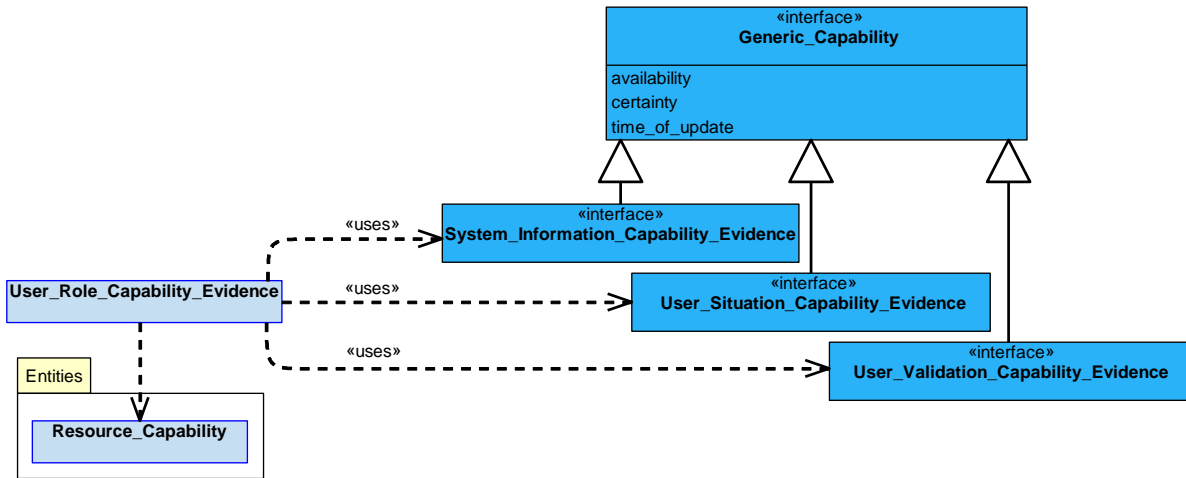 «interface»
Generic_Capability
availability
certainty
time_of_update
«interface»
System_Information_Capability_Evidence
«uses»
User_Role_Capability_Evidence
«uses»
«interface»
User_Situation_Capability_Evidence
«uses»
«interface»
User_Validation_Capability_Evidence
Entities
Resource_Capability